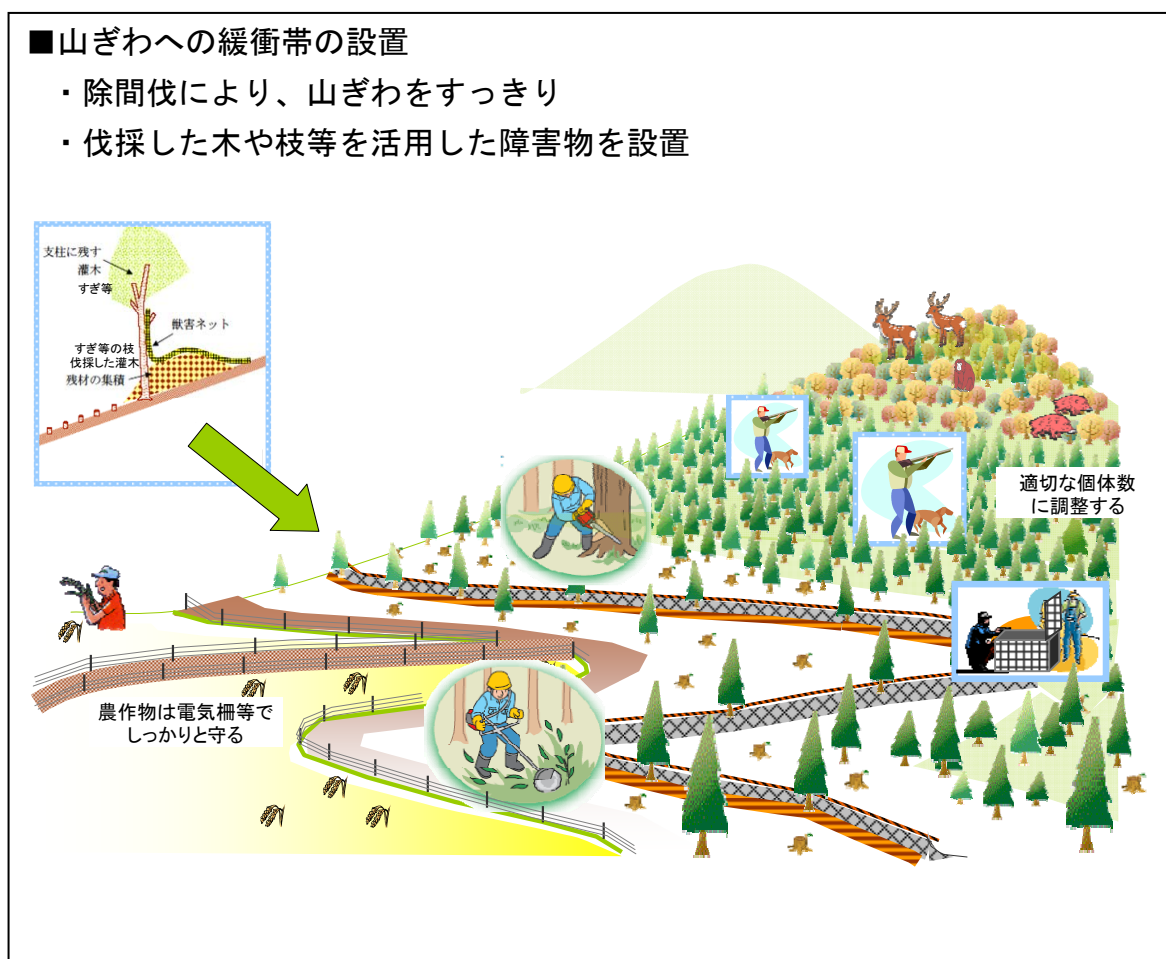 ■山ぎわへの緩衝帯の設置
・除間伐により、山ぎわをすっきり
・伐採した木や枝等を活用した障害物を設置
支柱に残す
灌木
すぎ等
獣害ネット
すぎ等の枝
伐採した灌木
残材の集積
適切な個体数
に調整する
農作物は電気柵等で
しっかりと守る